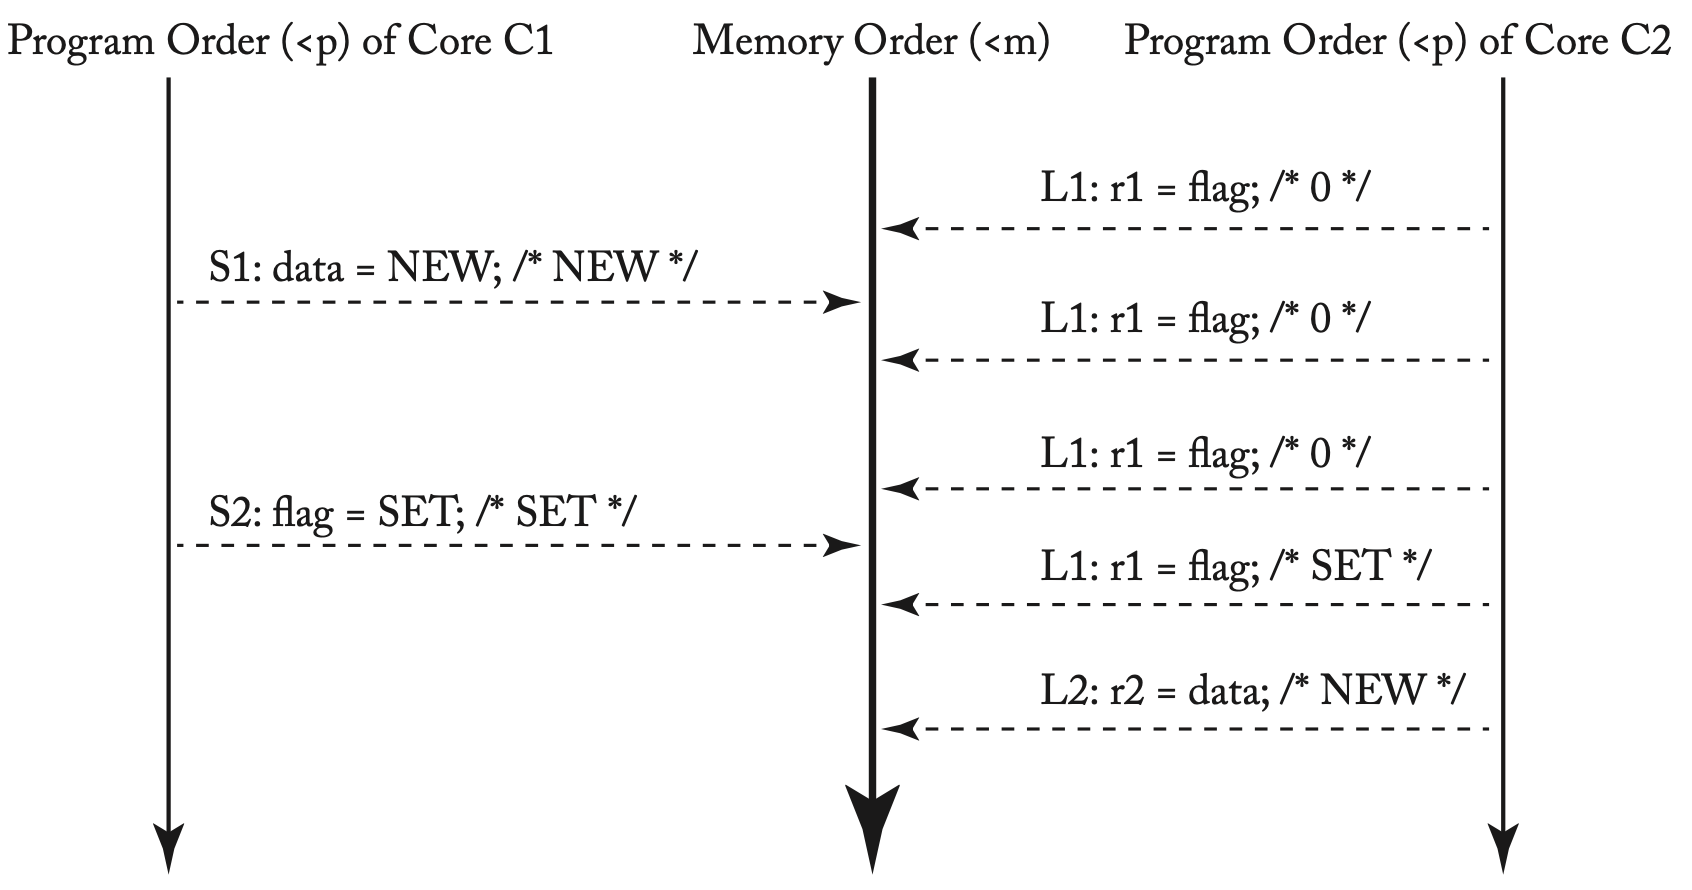 Program Order (<p) of Core C1
Memory Order (<m)
Program Order (<p) of Core C2
L1: r1 = flag; /* 0 */
S1: data = NEW; /* NEW */
L1: r1 = flag; /* 0 */
L1: r1 = flag; /* 0 */
S2: flag = SET; /* SET */
L1: r1 = flag; /* SET */
L2: r2 = data; /* NEW */